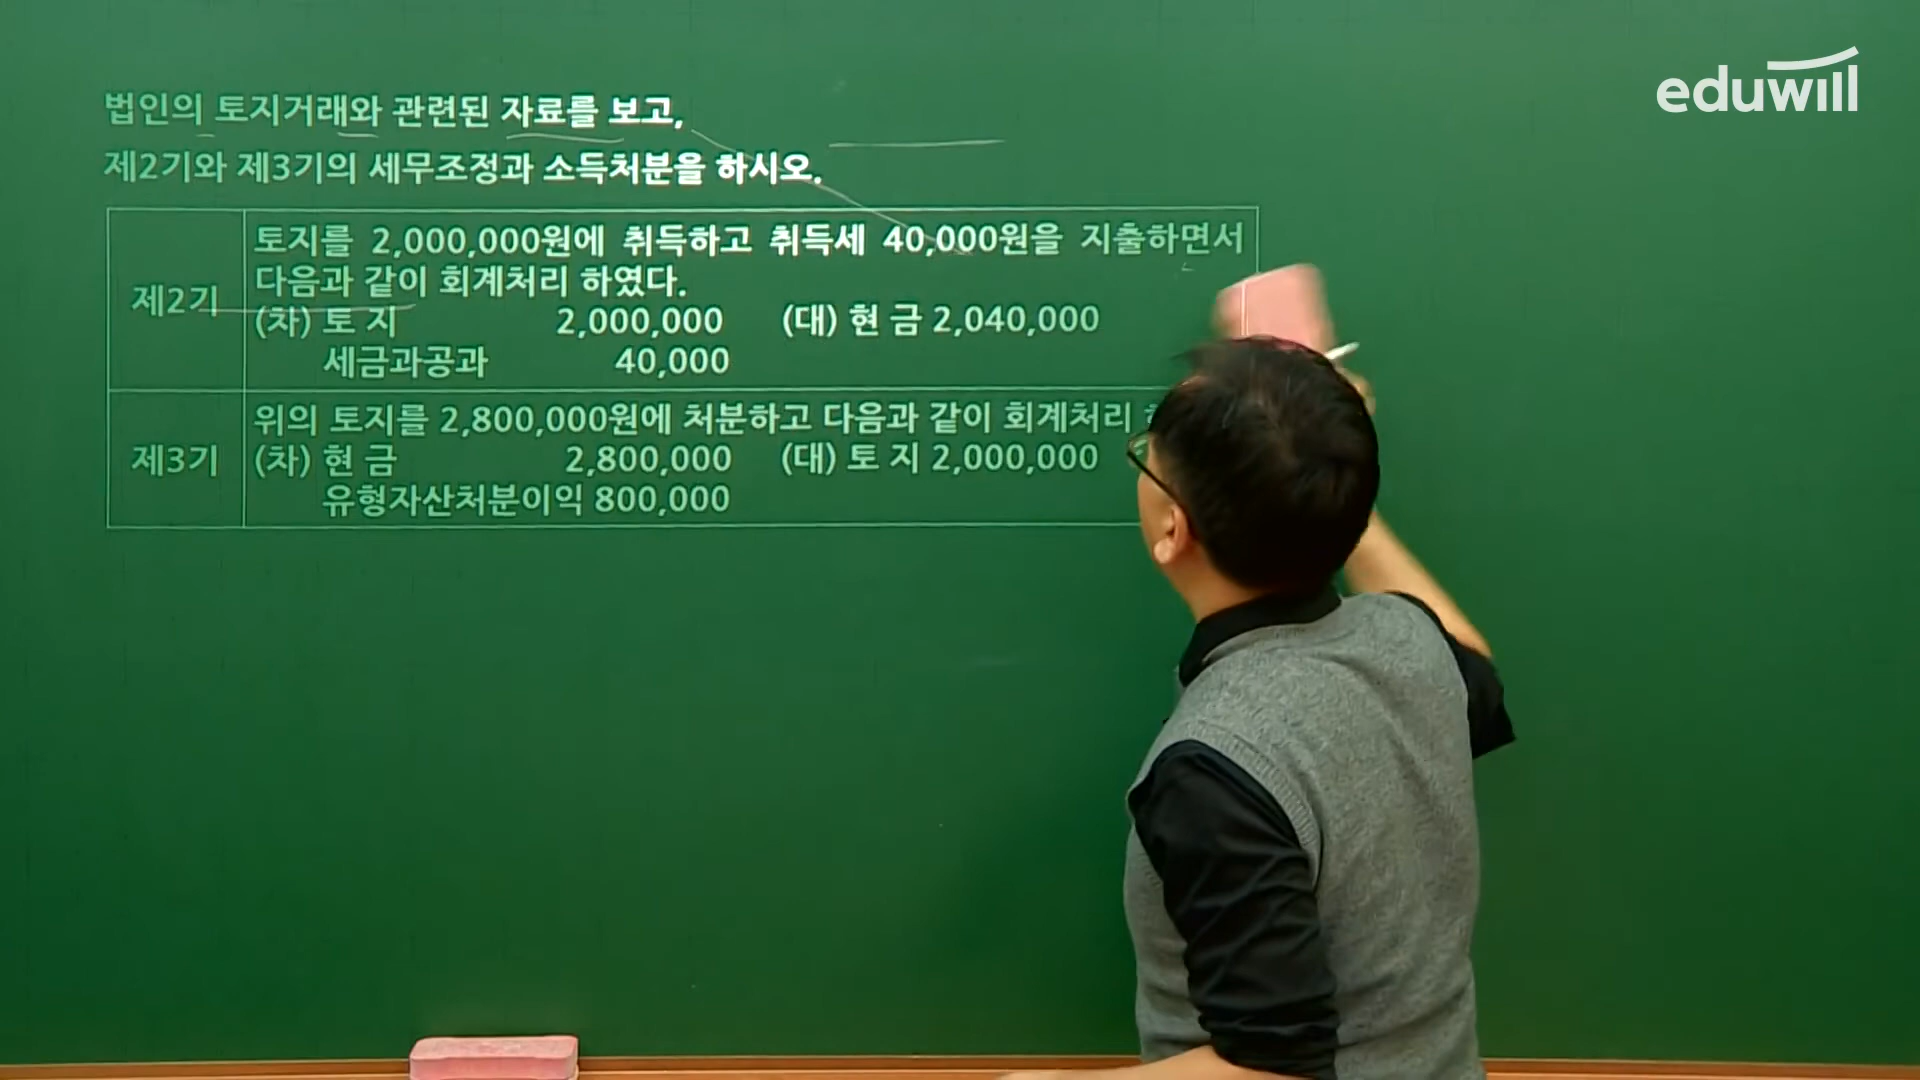 eduwill
법인의 토지거래와 관련된 자료를 보고,
제2기와 제3기의 세무조정과 소득처분을 하시오.
제2기
토지를 2,000,000원에 취득하고 취득세 40,000원을 지출하면서
다음과 같이 회계처리 하였다.
(차) 토 지 2,000,000 (대) 현 금 2,040,000
세금과공과 40,000
제3기
위의 토지를 2,800,000원에 처분하고 다음과 같이 회계처리
(차) 현 금 2,800,000 (대) 토 지 2,000,000
유형자산처분이익 800,000